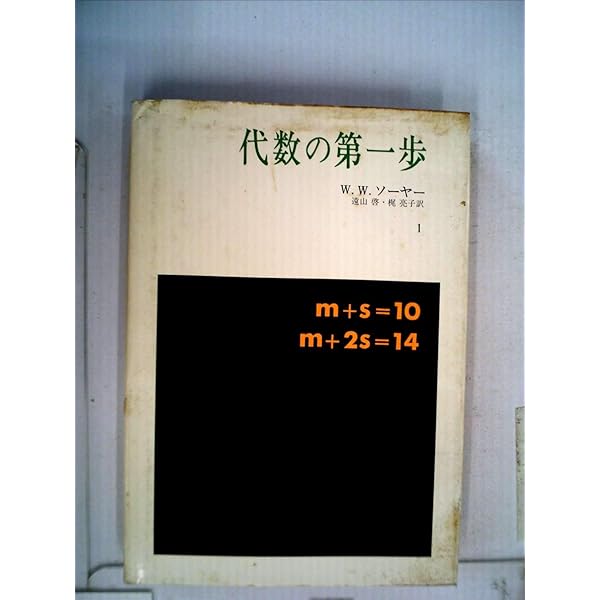 代数の第一歩
W. W. ソーヤー
遠山 啓・梶 亮子訳
1
m+s=10
m+2s=14